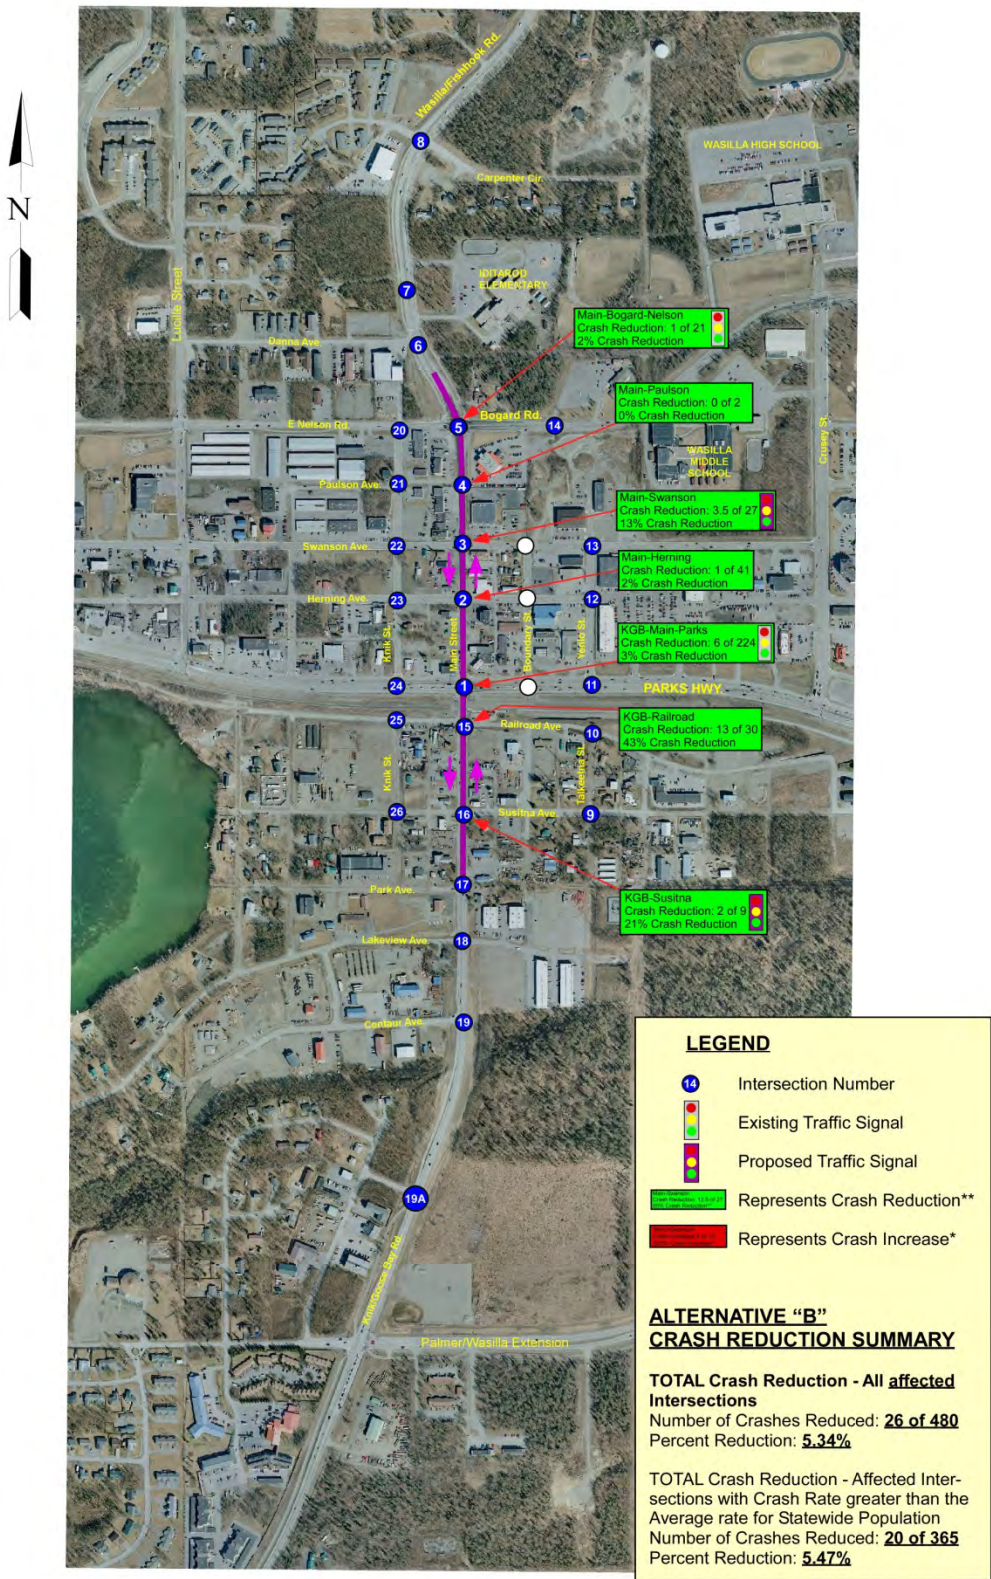 N
Wasilla/Fishhook Rd.
8
WASILLA HIGH SCHOOL
Carpenter Cir.
Lucille Street
7
IDITAROD
ELEMENTARY
Main-Bogard-Nelson
Crash Reduction: 1 of 21
2% Crash Reduction
Danna Ave
6
Main-Paulson
Crash Reduction: 0 of 2
0% Crash Reduction
E Nelson Rd.
20
5
Bogard Rd.
14
Crusey St.
WASILLA
MIDDLE
SCHOOL
Paulson Ave.
21
4
Main-Swanson
Crash Reduction: 3.5 of 27
13% Crash Reduction
Swanson Ave.
22
3
13
Main-Herning
Crash Reduction: 1 of 41
2% Crash Reduction
Herning Ave.
23
2
12
Knik St.
Main Street
Boundary St.
Yenlo St.
KGB-Main-Parks
Crash Reduction: 6 of 224
3% Crash Reduction
24
1
11
PARKS HWY.
25
15
Railroad Ave
10
KGB-Railroad
Crash Reduction: 13 of 30
43% Crash Reduction
Knik St.
Talkeetna St.
26
16
Susitna Ave.
9
Park Ave.
17
KGB-Susitna
Crash Reduction: 2 of 9
21% Crash Reduction
Lakeview Ave
18
Contaur Ave.
19
19A
Knik/Goose Bay Rd.
Palmer/Wasilla Extension
LEGEND
14 Intersection Number
Existing Traffic Signal
Proposed Traffic Signal
Represents Crash Reduction**
Represents Crash Increase*
ALTERNATIVE “B”
CRASH REDUCTION SUMMARY
TOTAL Crash Reduction - All affected
Intersections
Number of Crashes Reduced: 26 of 480
Percent Reduction: 5.34%
TOTAL Crash Reduction - Affected Inter-
sections with Crash Rate greater than the
Average rate for Statewide Population
Number of Crashes Reduced: 20 of 365
Percent Reduction: 5.47%